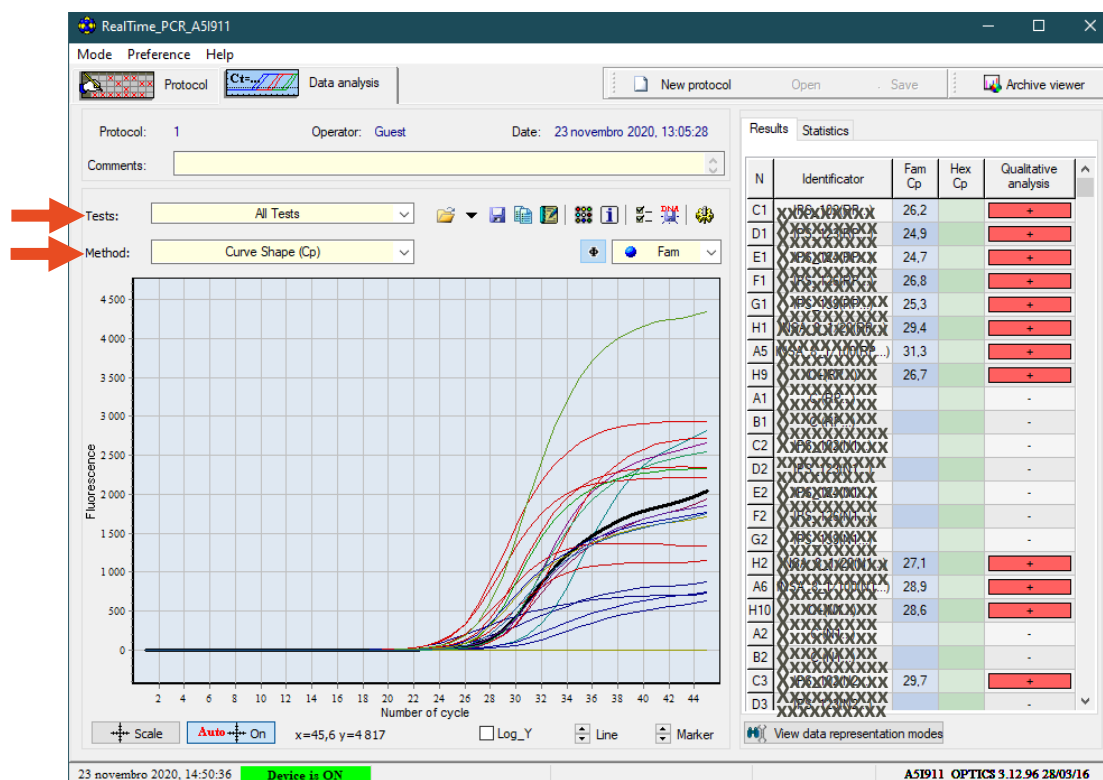 RealTime_PCR_A5I911
Mode Preference Help
Protocol Ct=... Data analysis New protocol Open Save Archive viewer
Protocol: 1 Operator: Guest Date: 23 novembro 2020, 13:05:28
Comments:
Tests: All Tests
Method: Curve Shape (Cp) Fam
Fluorescence
4 500
4 000
3 500
3 000
2 500
2 000
1 500
1 000
500
0
2 4 6 8 10 12 14 16 18 20 22 24 26 28 30 32 34 36 38 40 42 44
Number of cycle
Scale Auto On x=45,6 y=4 817 Log_Y Line Marker
Results Statistics
N Identificator Fam Cp Hex Cp Qualitative analysis
C1 26,2 +
D1 24,9 +
E1 24,7 +
F1 26,8 +
G1 25,3 +
H1 29,4 +
A5 31,3 +
H9 26,7 +
A1 -
B1 -
C2 -
D2 -
E2 -
F2 -
G2 -
H2 27,1 +
A6 28,9 +
H10 28,6 +
A2 -
B2 -
C3 29,7 +
D3 -
View data representation modes
23 novembro 2020, 14:50:36 Device is ON A5I911 OPTICS 3.12.96 28/03/16